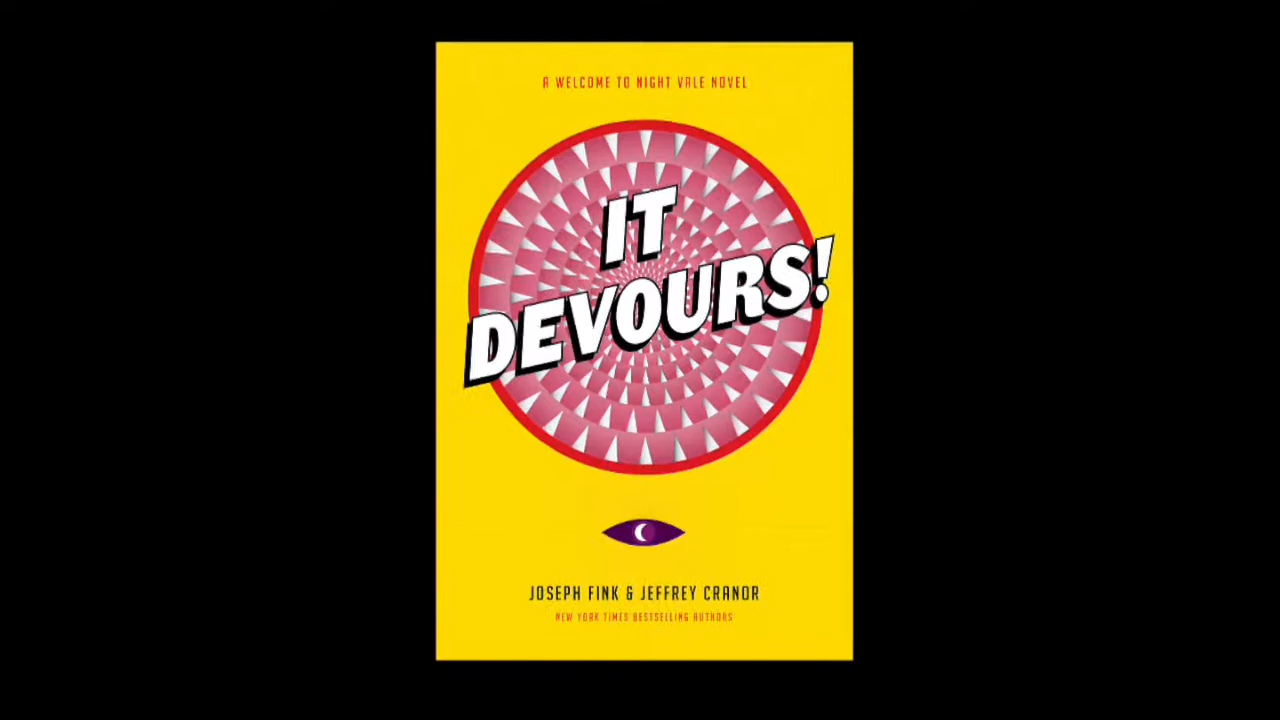 A WELCOME TO NIGHT VALE NOVEL
IT
DEVOURS!
JOSEPH FINK & JEFFREY CRANOR
NEW YORK TIMES BESTSELLING AUTHORS